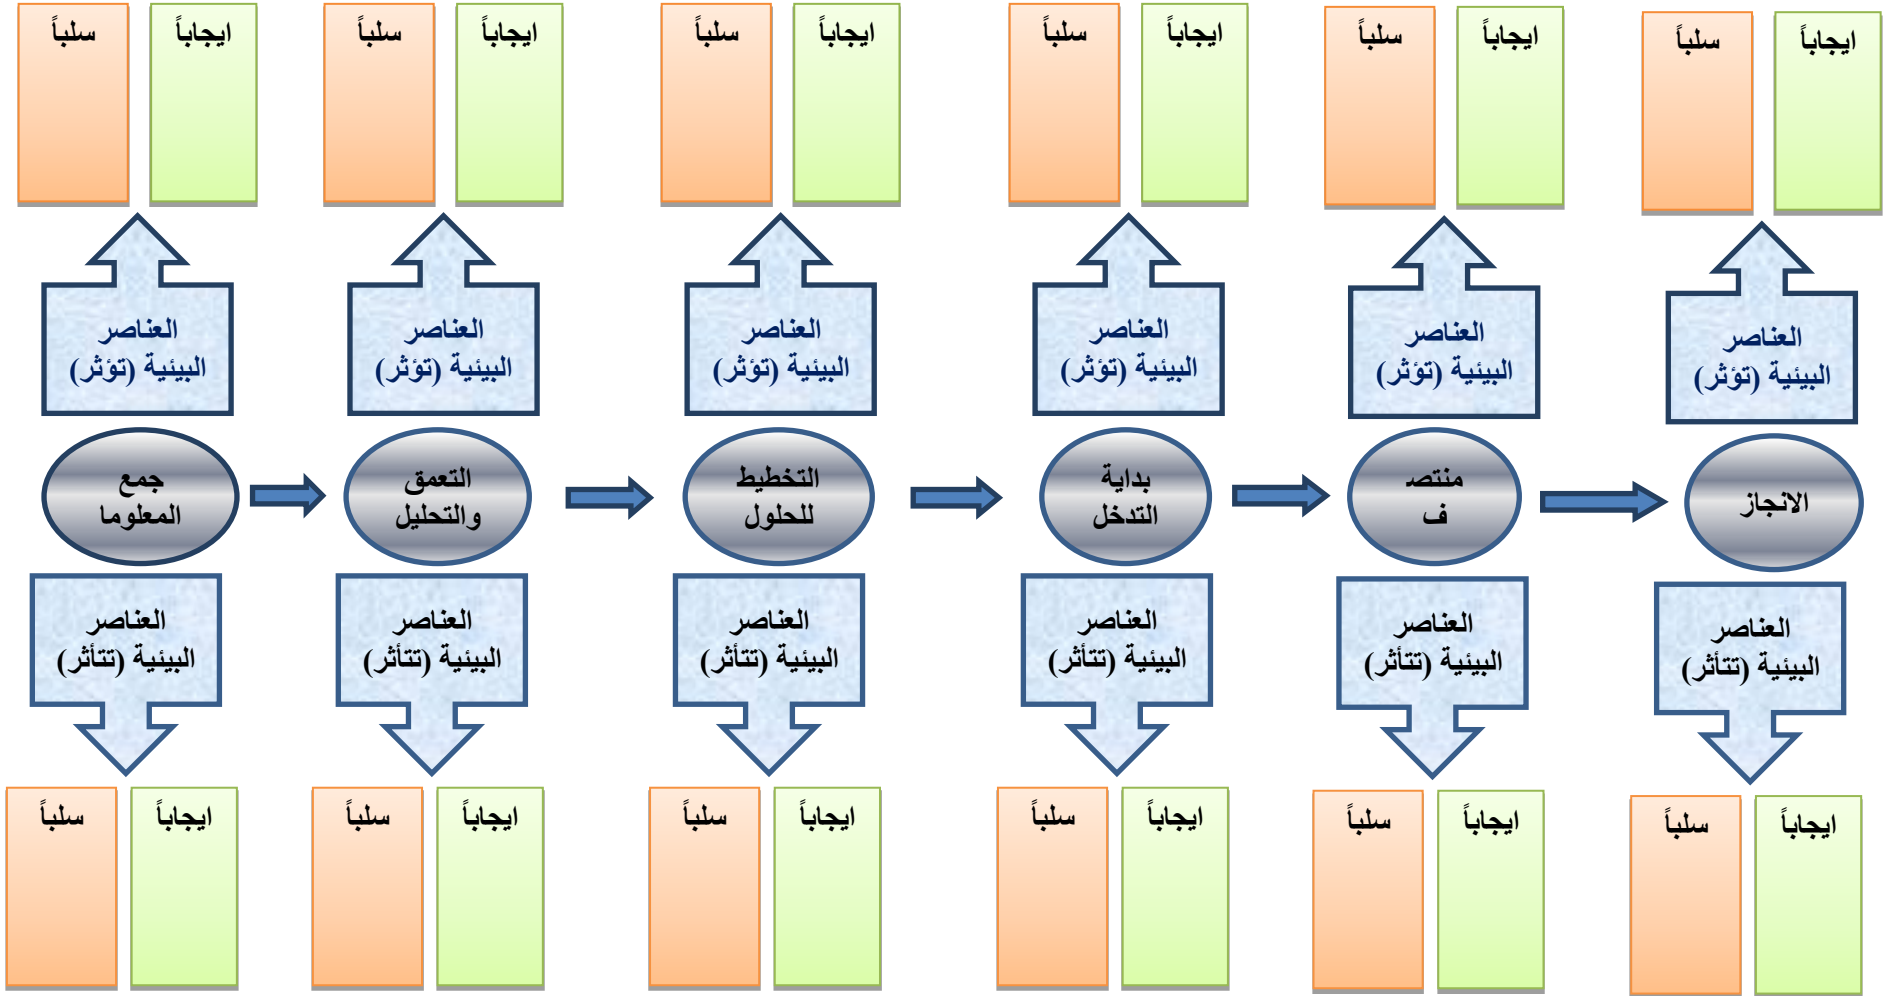 سلباً
ايجاباً
سلباً
ايجاباً
سلباً
ايجاباً
سلباً
ايجاباً
سلباً
ايجاباً
سلباً
ايجاباً
العناصر
البيئية (تؤثر)
العناصر
البيئية (تؤثر)
العناصر
البيئية (تؤثر)
العناصر
البيئية (تؤثر)
العناصر
البيئية (تؤثر)
العناصر
البيئية (تؤثر)
جمع
المعلوما
التعمق
والتحليل
التخطيط
للحلول
بداية
التدخل
منتص
ف
الانجاز
العناصر
البيئية (تتأثر)
العناصر
البيئية (تتأثر)
العناصر
البيئية (تتأثر)
العناصر
البيئية (تتأثر)
العناصر
البيئية (تتأثر)
العناصر
البيئية (تتأثر)
سلباً
ايجاباً
سلباً
ايجاباً
سلباً
ايجاباً
سلباً
ايجاباً
سلباً
ايجاباً
سلباً
ايجاباً